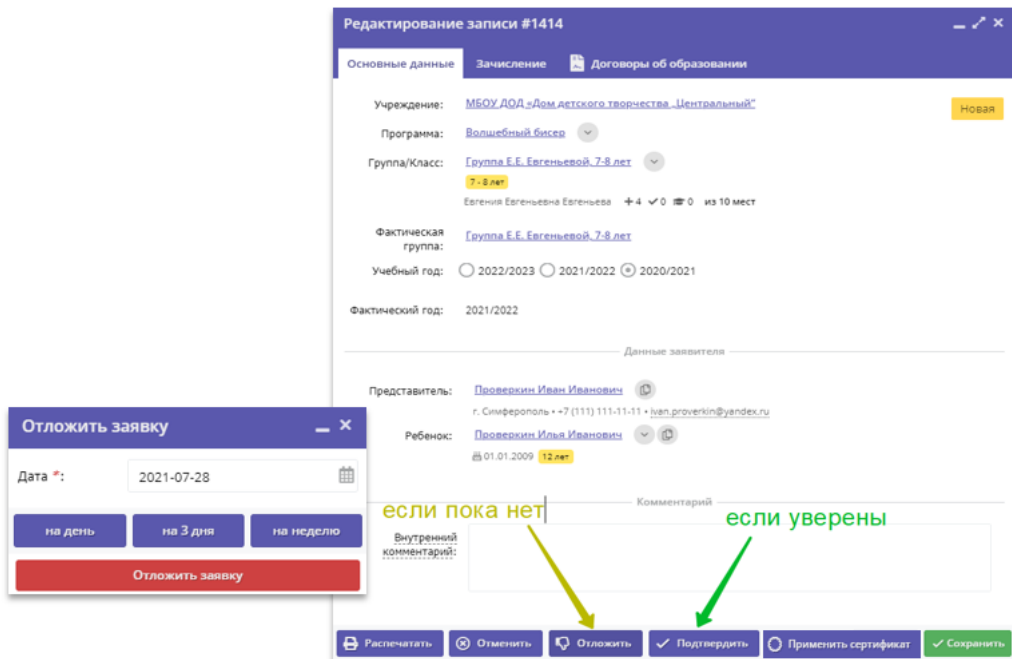 Редактирование записи #1414
Основные данные Зачисление Договоры об образовании
Учреждение: МБОУ ДОД «Дом детского творчества „Центральный“
Новая
Программа: Волшебный бисер
Группа/Класс: Группа Е.Е. Евгеньевой, 7-8 лет
7 - 8 лет
Евгения Евгеньевна Евгеньева +4 ✓0 0 из 10 мест
Фактическая
группа:
Группа Е.Е. Евгеньевой, 7-8 лет
Учебный год: 2022/2023 2021/2022 2020/2021
Фактический год: 2021/2022
Данные заявителя
Представитель: Проверкин Иван Иванович
г. Симферополь • +7 (111) 111-11-11 • ivan.proverkin@yandex.ru
Ребенок: Проверкин Илья Иванович
01.01.2009 12 лет
Комментарий
Внутренний
комментарий:
если пока нет
если уверены
Распечатать Отменить Отложить Подтвердить Применить сертификат Сохранить
Отложить заявку
Дата *: 2021-07-28
на день на 3 дня на неделю
Отложить заявку